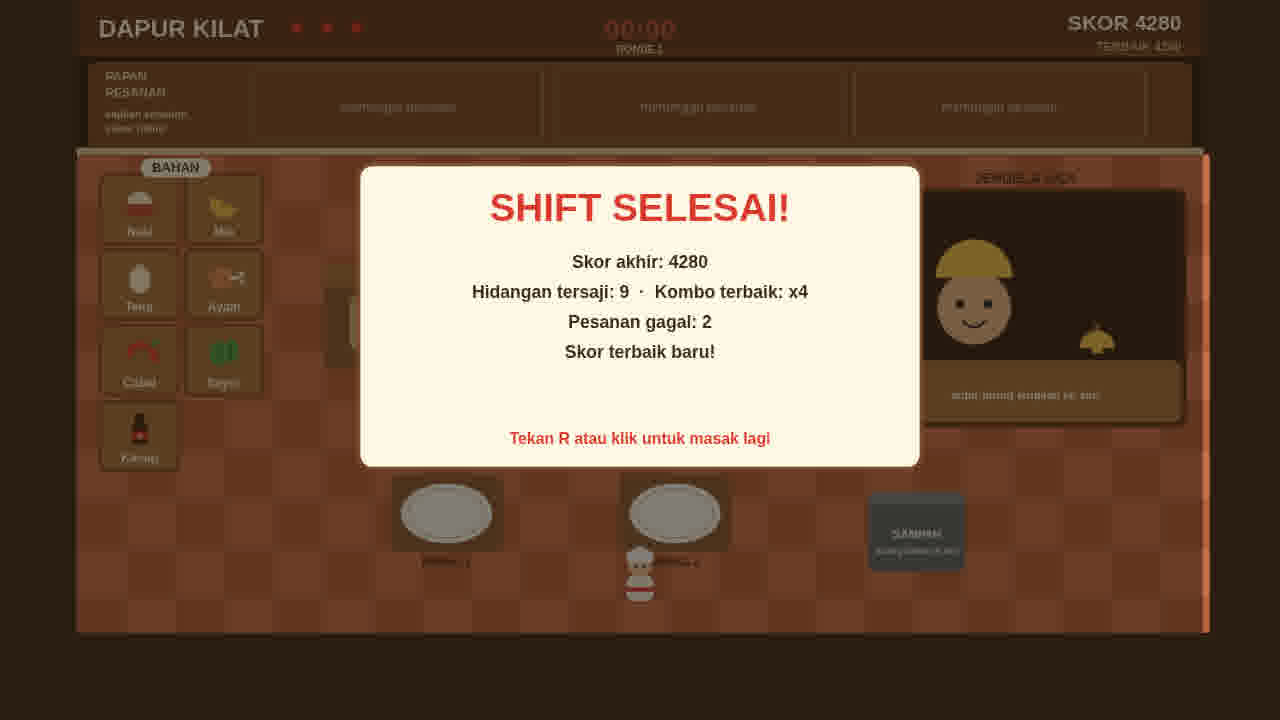 DAPUR KILAT
00:00
RONDE 1
SKOR 4280
TERBAIK 4280
PAPAN
PESANAN
menunggu pesanan
menunggu pesanan
menunggu pesanan
BAHAN
JENDELA SAJI
Nasi
Mie
Telur
Ayam
Cabai
Sayur
Kecap
SHIFT SELESAI!
Skor akhir: 4280
Hidangan tersaji: 9 · Kombo terbaik: x4
Pesanan gagal: 2
Skor terbaik baru!
Tekan R atau klik untuk masak lagi
SAMPAH